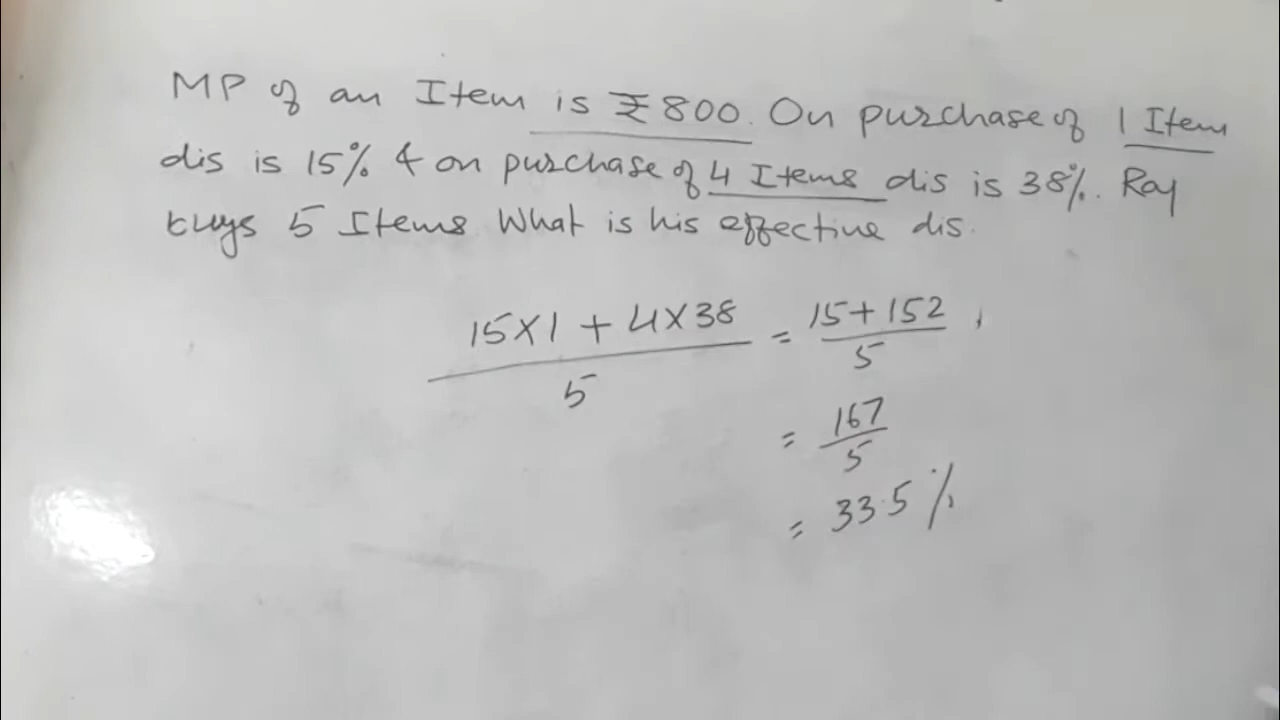 MP of an Item is ₹800. On purchase of 1 Item
dis is 15% & on purchase of 4 Items dis is 38%. Raj
buys 5 Items What is his effective dis.
15×1 + 4×38 / 5 = 15+152 / 5
= 167 / 5
= 33.5%